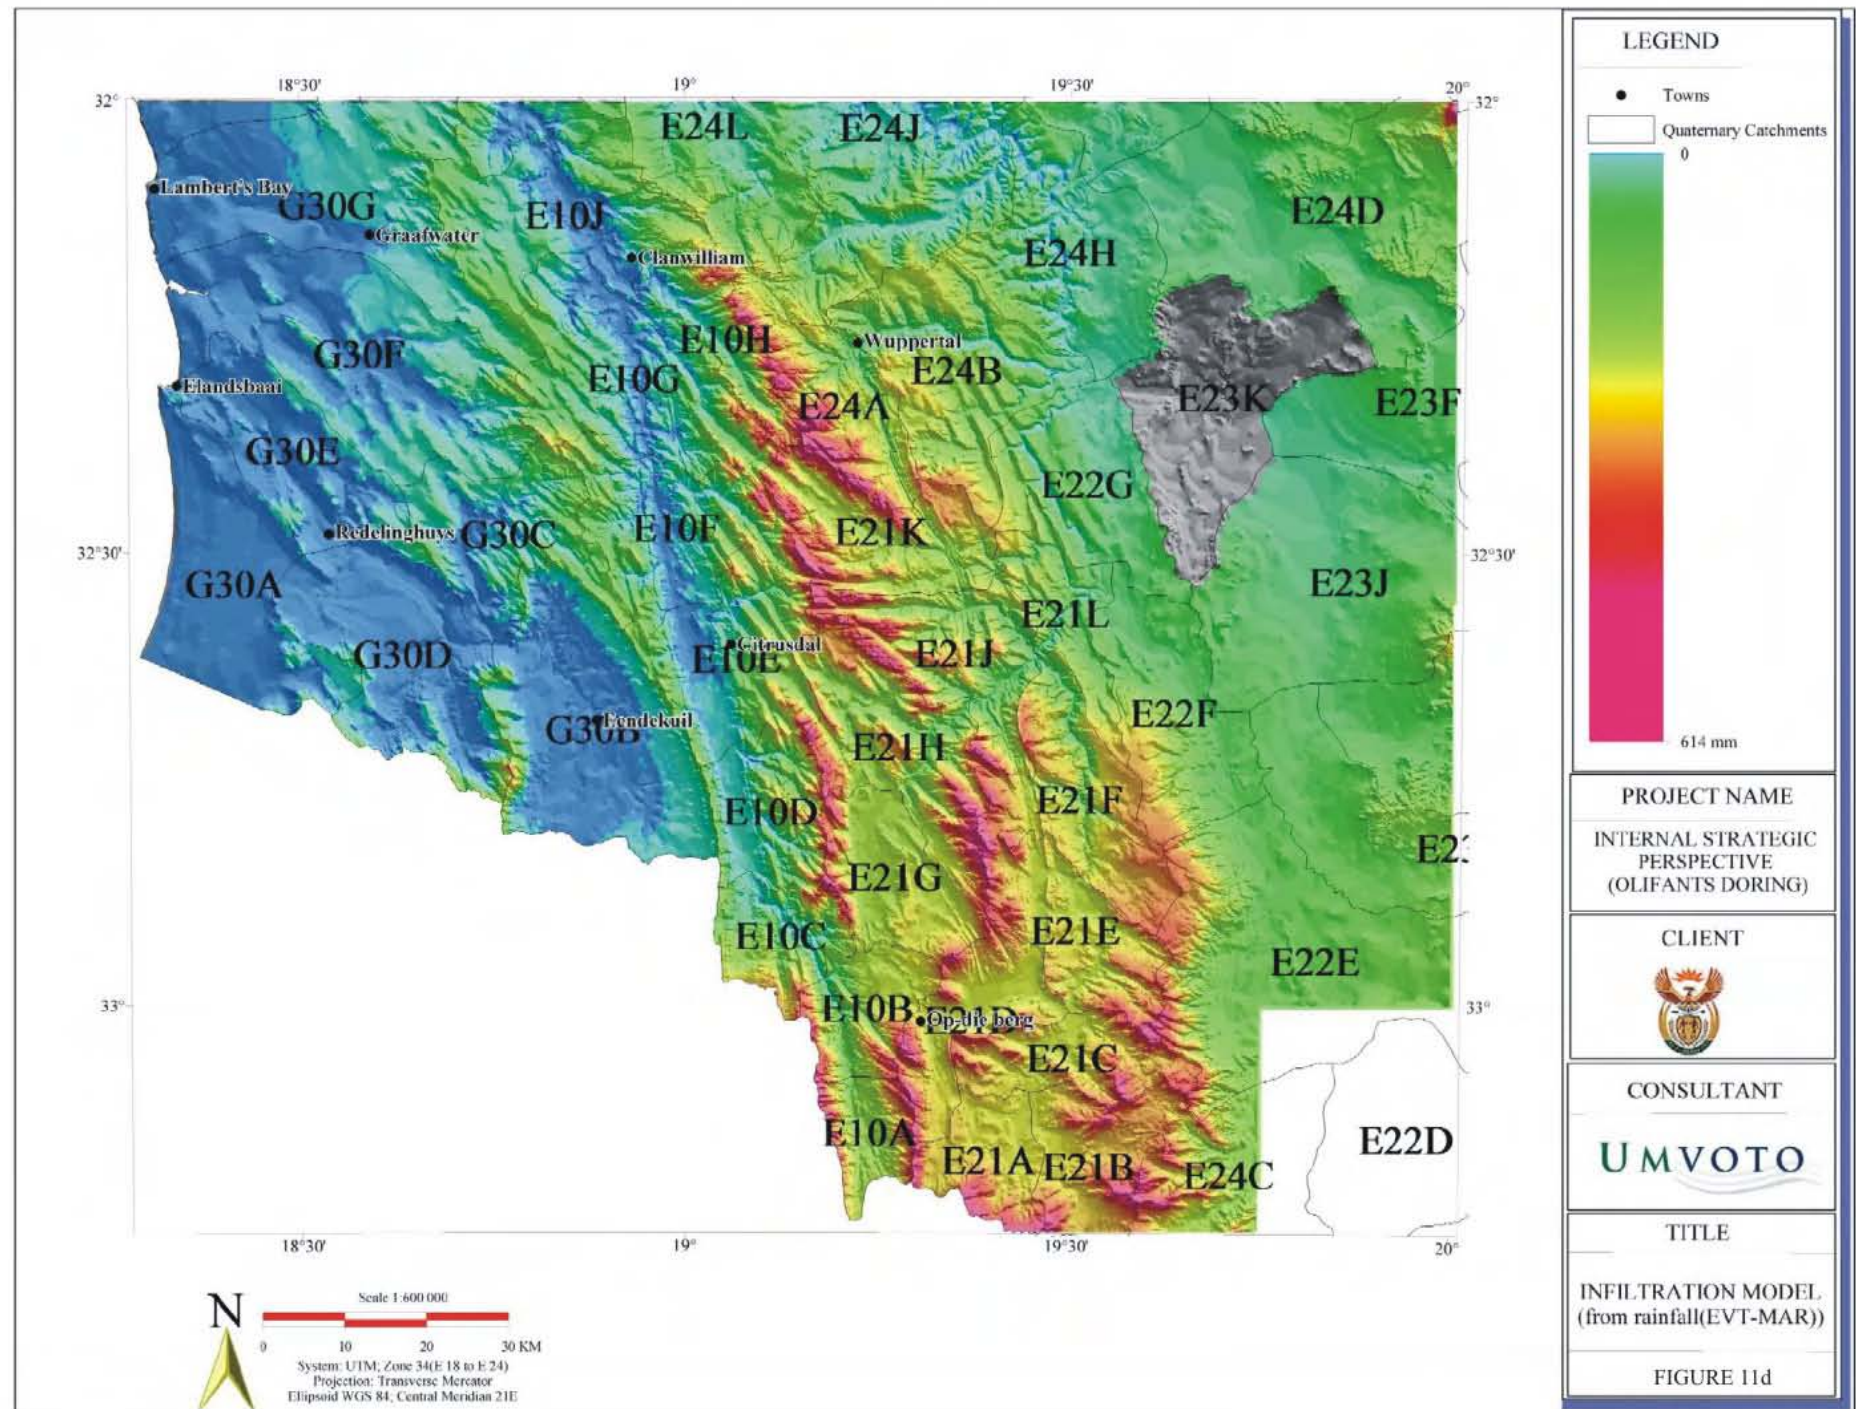 18°30'
19°
19°30'
20°
32°
32°
E24L
E24J
Lambert's Bay
G30G
E10J
E24D
Graafwater
Clanwilliam
E24H
E10H
Wuppertal
G30F
E10G
E24B
Elandsbaai
E24A
E23K
E23F
G30E
E22G
Redelinghuys
G30C
E10F
E21K
32°30'
32°30'
G30A
E23J
E21L
G30D
Citrusdal
E10E
E21J
G30B
Eendekuil
E22F
E21H
E10D
E21F
E21G
E10C
E21E
E22E
33°
33°
E10B
E21D
Op-die berg
E21C
E10A
E22D
E21A
E21B
E24C
18°30'
19°
19°30'
20°
N
Scale 1:600 000
0 10 20 30 KM
System: UTM; Zone 34(E 18 to E 24)
Projection: Transverse Mercator
Ellipsoid WGS 84; Central Meridian 21E
LEGEND
Towns
Quaternary Catchments
0
614 mm
PROJECT NAME
INTERNAL STRATEGIC
PERSPECTIVE
(OLIFANTS DORING)
CLIENT
CONSULTANT
UMVOTO
TITLE
INFILTRATION MODEL
(from rainfall(EVT-MAR))
FIGURE 11d